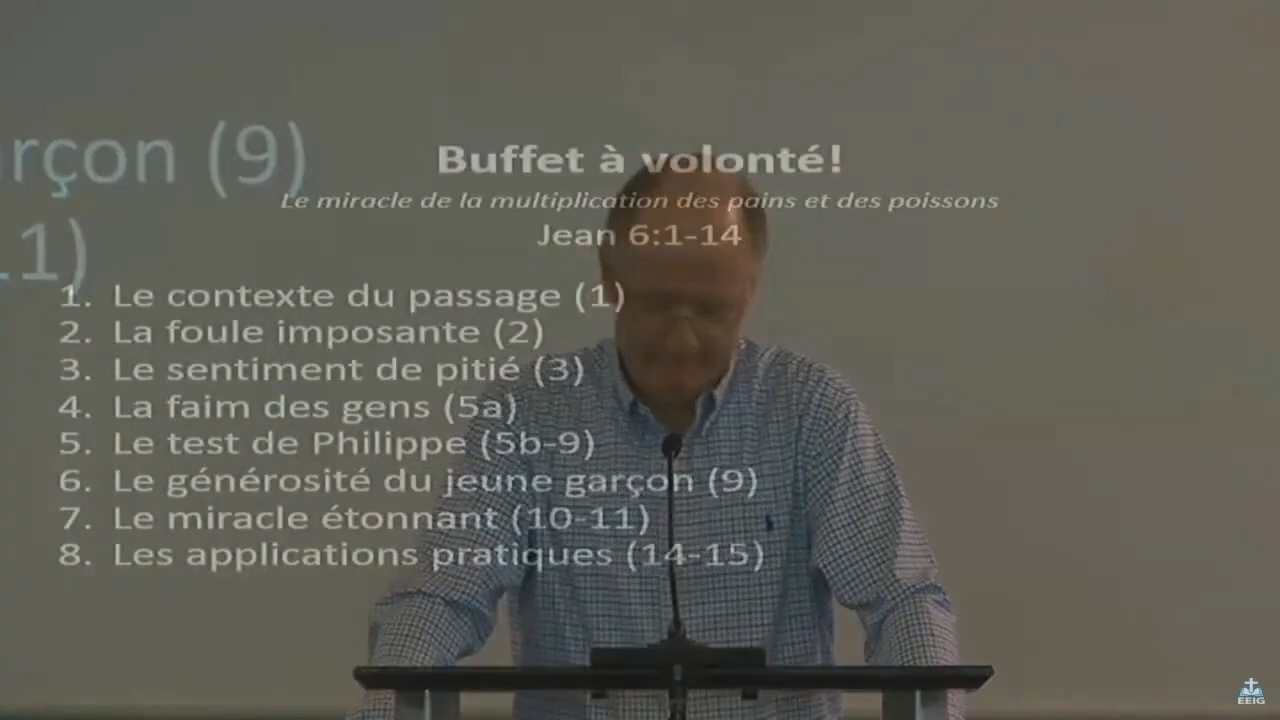 Buffet à volonté!
Le miracle de la multiplication des pains et des poissons
Jean 6:1-14
1. Le contexte du passage (1)
2. La foule imposante (2)
3. Le sentiment de pitié (3)
4. La faim des gens (5a)
5. Le test de Philippe (5b-9)
6. Le générosité du jeune garçon (9)
7. Le miracle étonnant (10-11)
8. Les applications pratiques (14-15)
rçon (9)
11)
EEIG